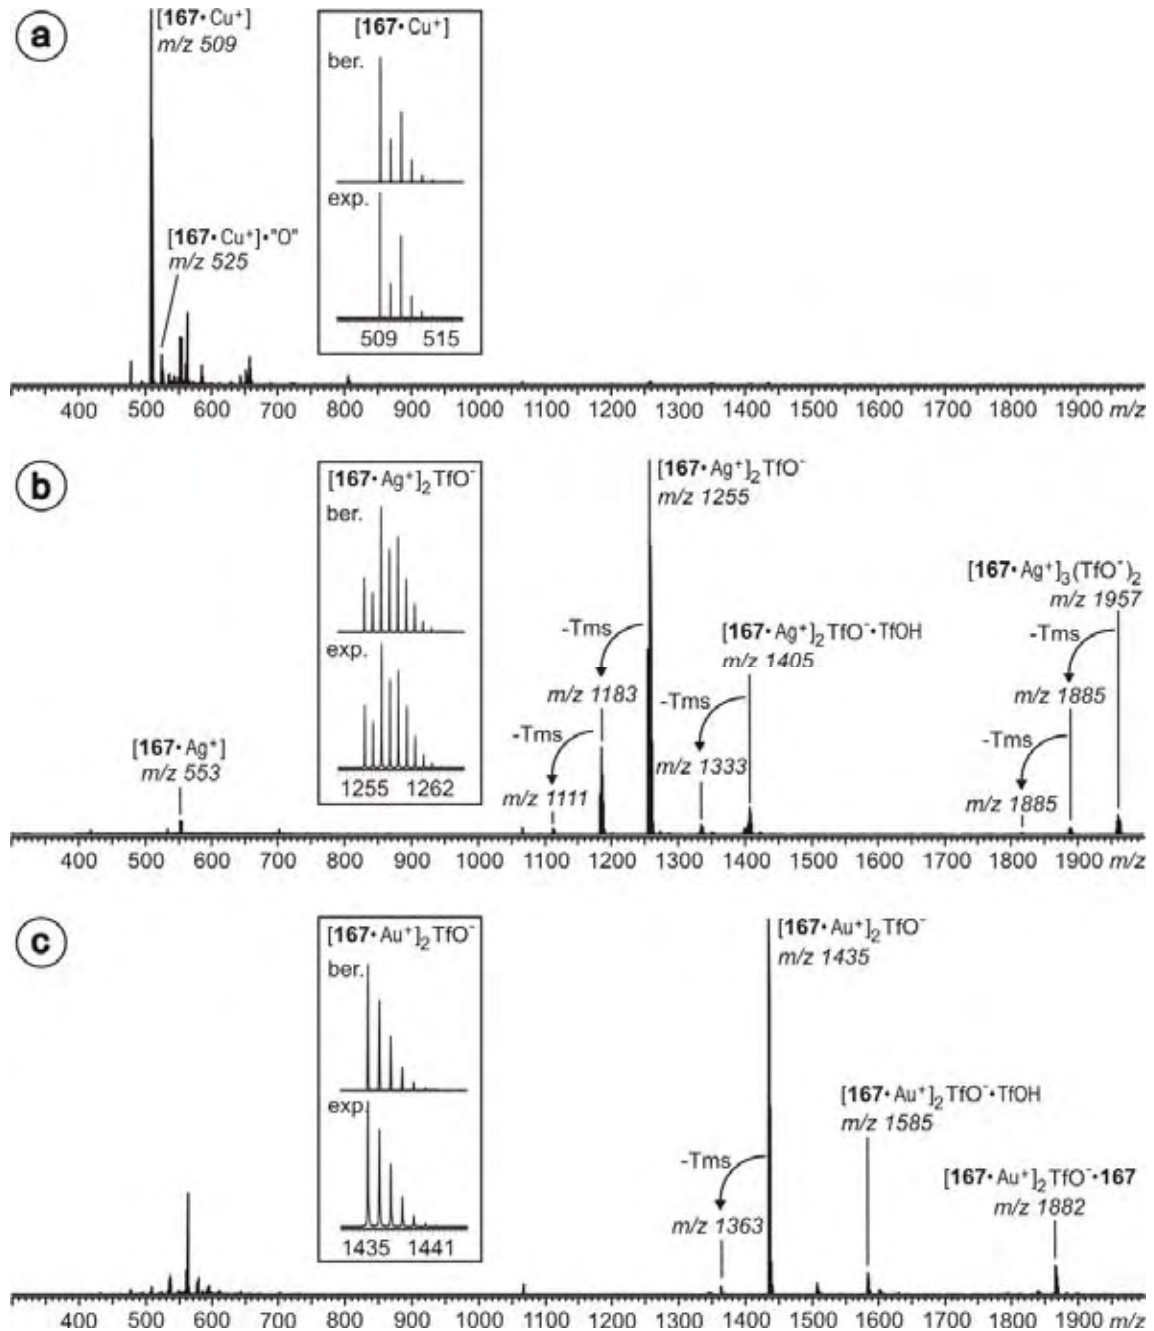 a
[167•Cu⁺]
m/z 509
[167•Cu⁺]•"O"
m/z 525
[167•Cu⁺]
ber.
exp.
509 515
400 500 600 700 800 900 1000 1100 1200 1300 1400 1500 1600 1700 1800 1900 m/z
b
[167•Ag⁺]
m/z 553
[167•Ag⁺]₂TfO⁻
ber.
exp.
1255 1262
[167•Ag⁺]₂TfO⁻
m/z 1255
-Tms
m/z 1183
-Tms
m/z 1111
[167•Ag⁺]₂TfO⁻•TfOH
m/z 1405
-Tms
m/z 1333
[167•Ag⁺]₃(TfO⁻)₂
m/z 1957
-Tms
m/z 1885
-Tms
m/z 1885
400 500 600 700 800 900 1000 1100 1200 1300 1400 1500 1600 1700 1800 1900 m/z
c
[167•Au⁺]₂TfO⁻
ber.
exp.
1435 1441
[167•Au⁺]₂TfO⁻
m/z 1435
-Tms
m/z 1363
[167•Au⁺]₂TfO⁻•TfOH
m/z 1585
[167•Au⁺]₂TfO⁻•167
m/z 1882
400 500 600 700 800 900 1000 1100 1200 1300 1400 1500 1600 1700 1800 1900 m/z